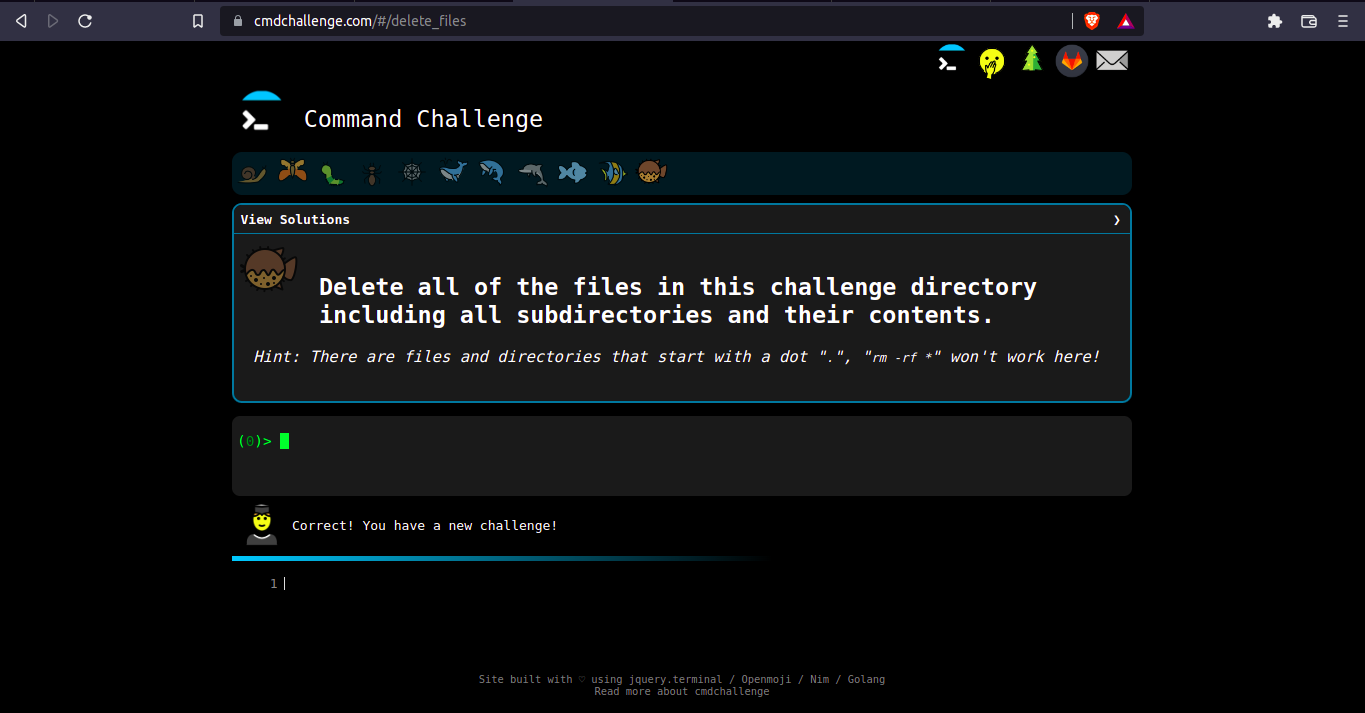 cmdchallenge.com/#/delete_files
Command Challenge
View Solutions ❯
Delete all of the files in this challenge directory
including all subdirectories and their contents.
Hint: There are files and directories that start with a dot ".", "rm -rf *" won't work here!
(0)>
Correct! You have a new challenge!
1
Site built with ♡ using jquery.terminal / Openmoji / Nim / Golang
Read more about cmdchallenge